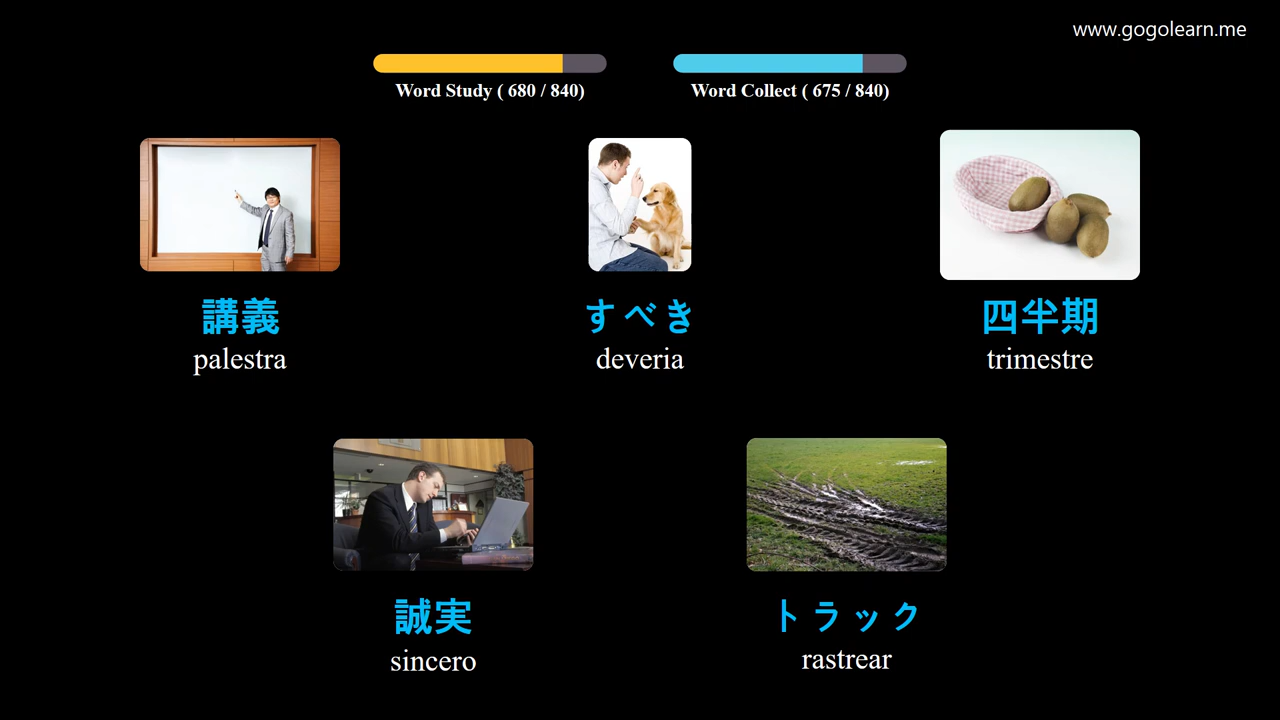 www.gogolearn.me
Word Study ( 680 / 840)
Word Collect ( 675 / 840)
講義
palestra
すべき
deveria
四半期
trimestre
誠実
sincero
トラック
rastrear